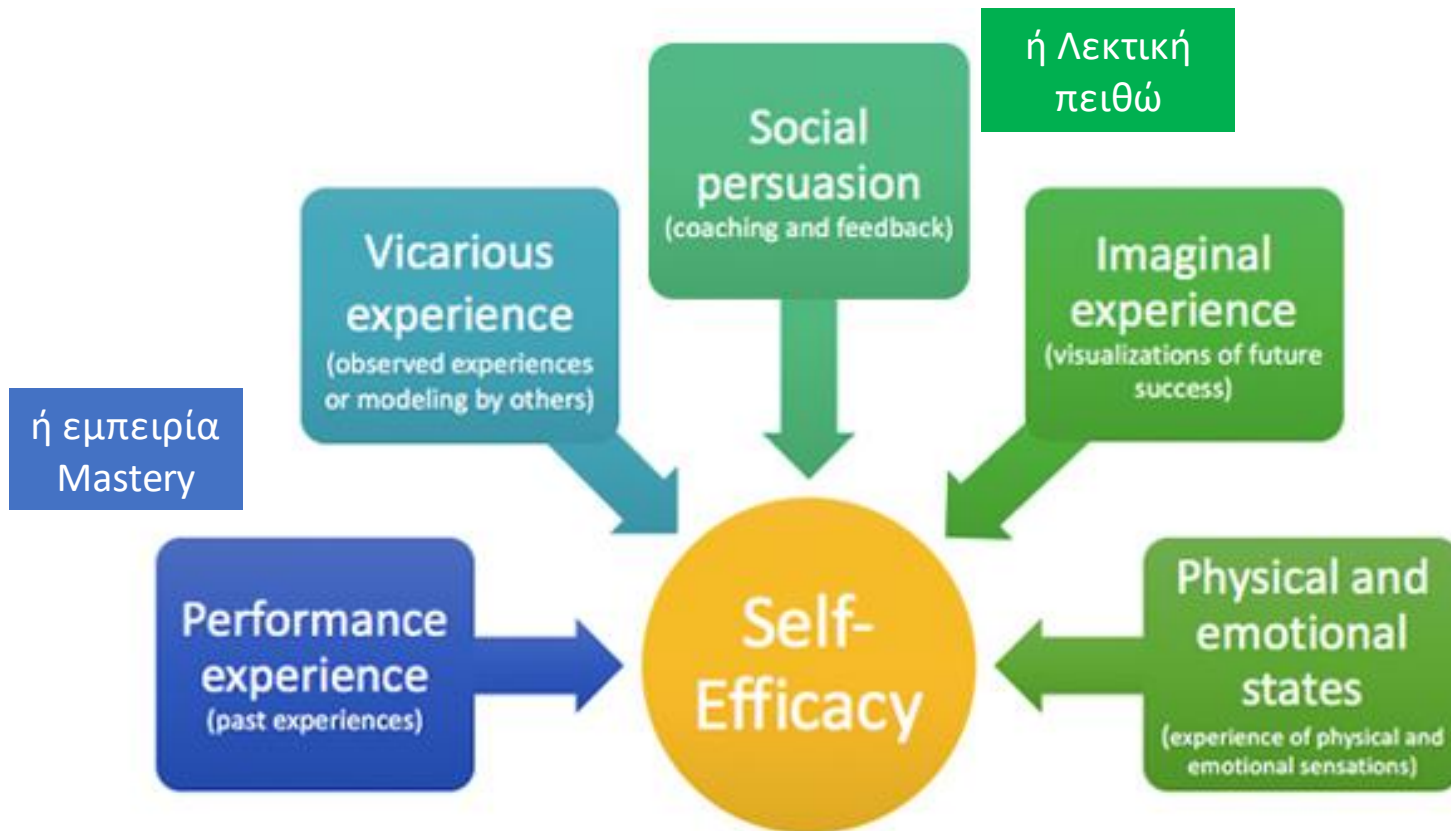 ή Λεκτική
πειθώ
Social
persuasion
(coaching and feedback)
Vicarious
experience
(observed experiences
or modeling by others)
Imaginal
experience
(visualizations of future
success)
ή εμπειρία
Mastery
Performance
experience
(past experiences)
Self-
Efficacy
Physical and
emotional
states
(experience of physical and
emotional sensations)